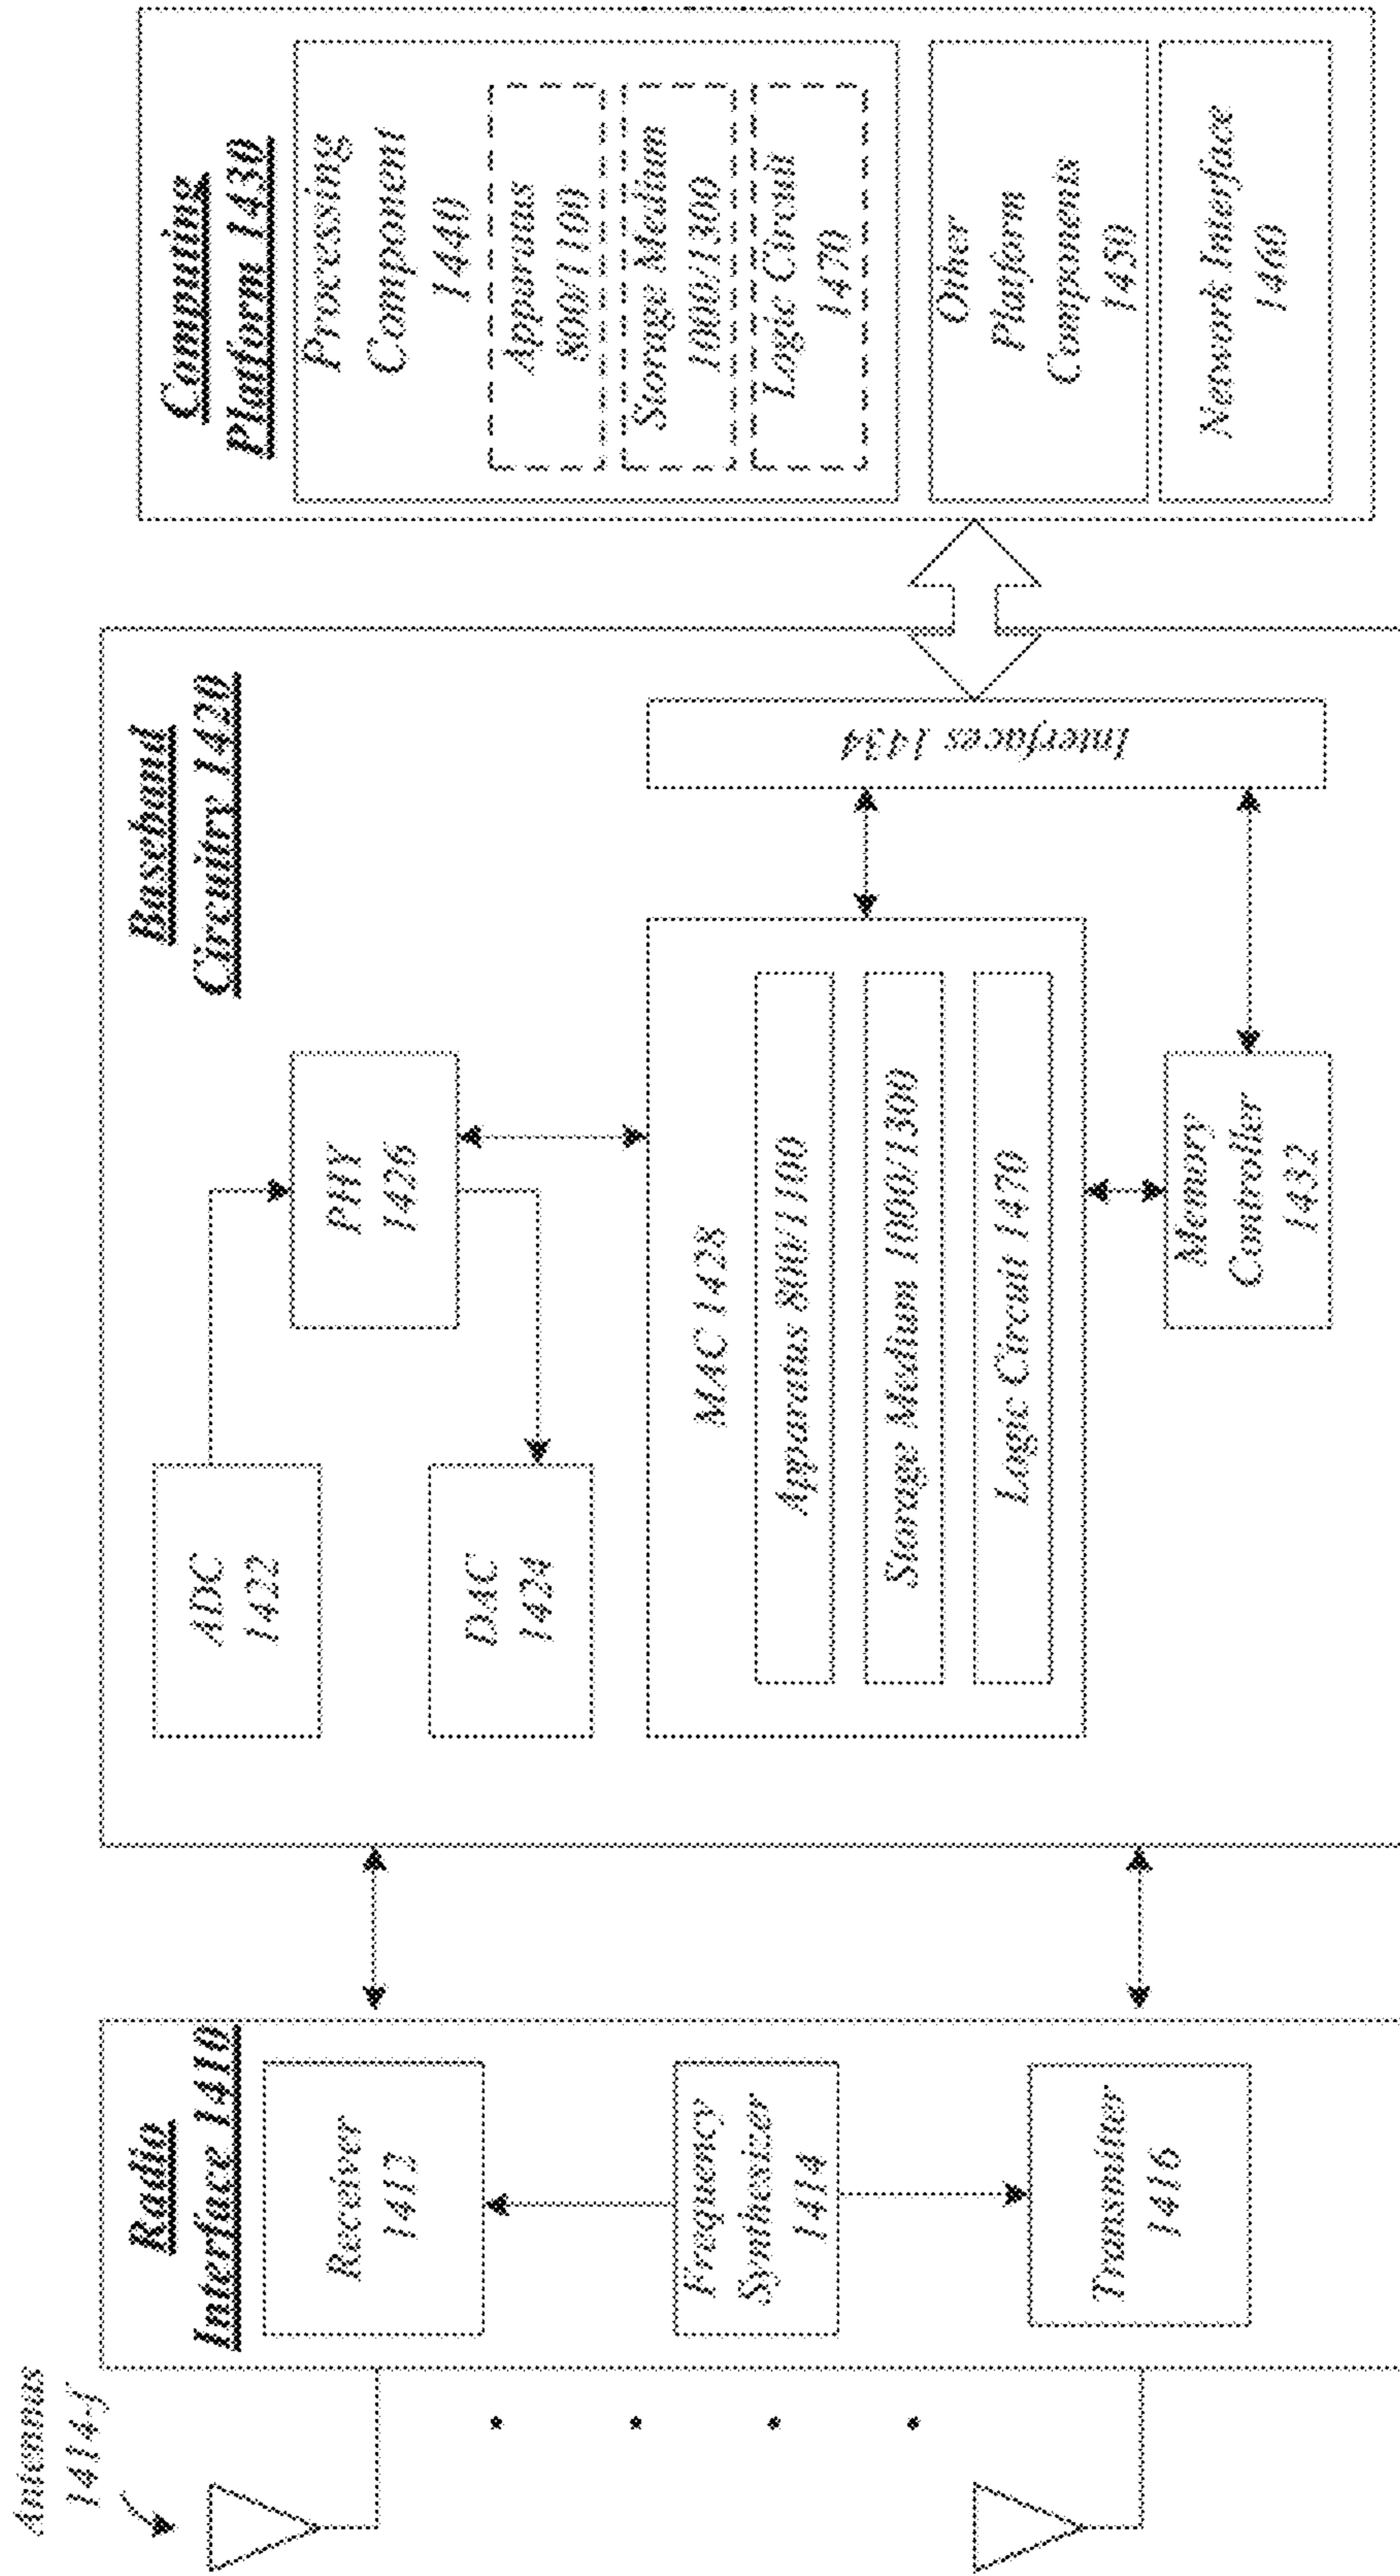 Antennas
1414-f
Radio
Interface 1410
Receiver
1412
Frequency
Synthesizer
1414
Transmitter
1416
Baseband
Circuitry 1420
ADC
1422
PHY
1426
DAC
1424
MAC 1428
Apparatus 800/1100
Storage Medium 1000/1300
Logic Circuit 1470
Memory
Controller
1432
Interfaces 1434
Computing
Platform 1430
Processing
Component
1440
Apparatus
800/1100
Storage Medium
1000/1300
Logic Circuit
1470
Other
Platform
Components
1450
Network Interface
1460